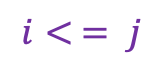 i <= j